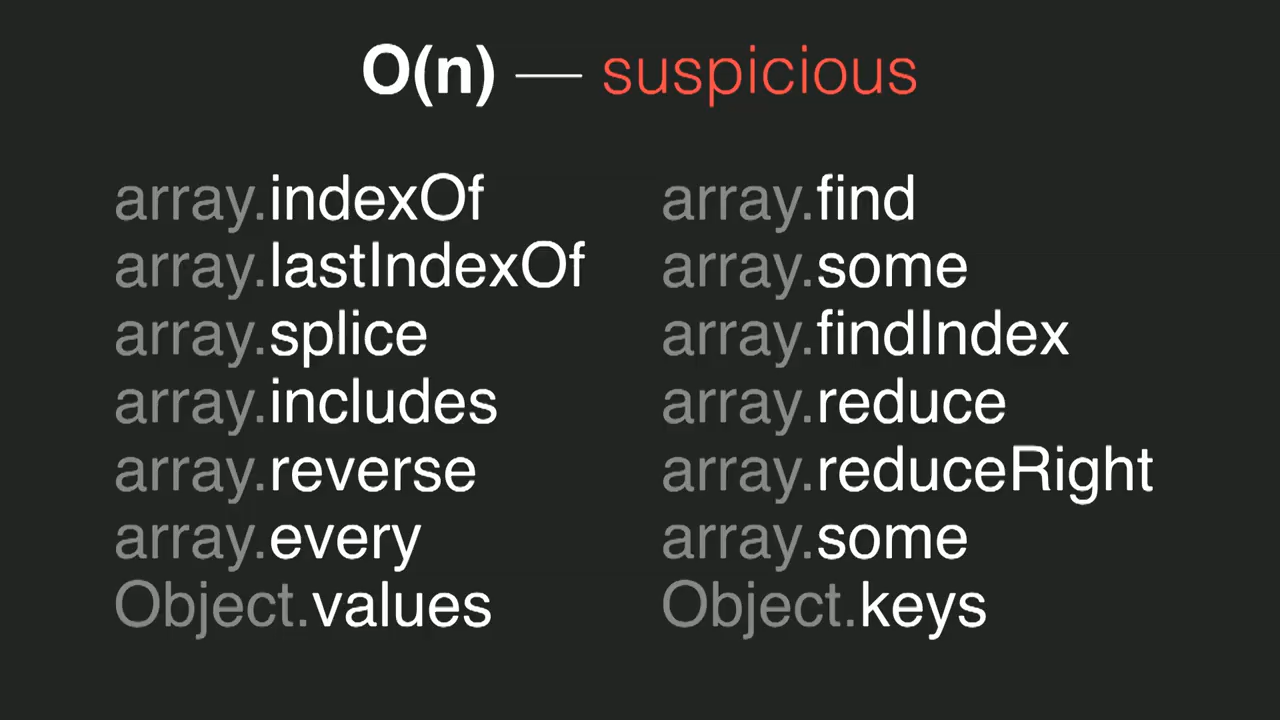 O(n) — suspicious
array.indexOf
array.lastIndexOf
array.splice
array.includes
array.reverse
array.every
Object.values
array.find
array.some
array.findIndex
array.reduce
array.reduceRight
array.some
Object.keys